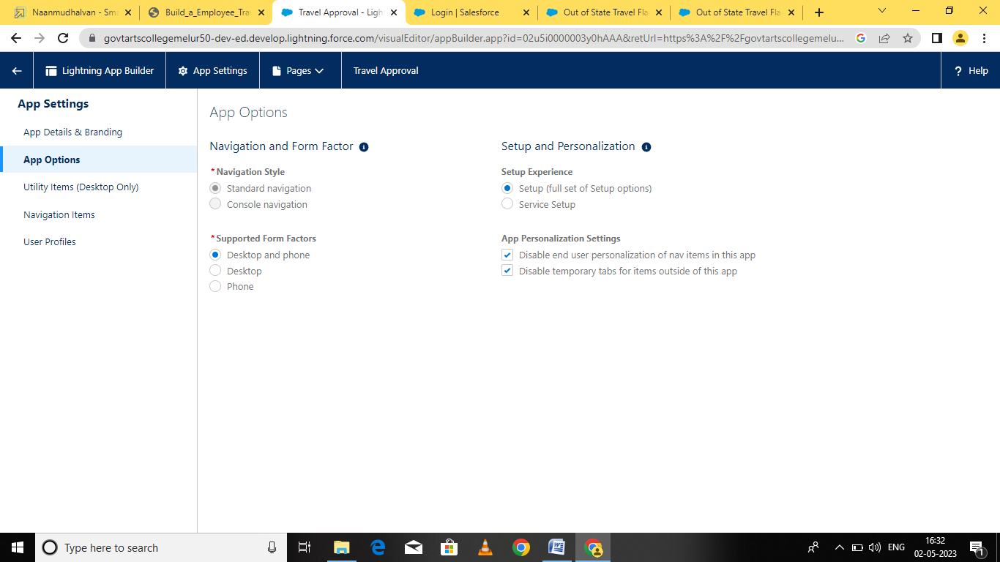 Naanmudhalvan - Sma
Build_a_Employee_Tra
Travel Approval - Ligh
Login | Salesforce
Out of State Travel Fla
Out of State Travel Fla
govtartscollegemelur50-dev-ed.develop.lightning.force.com/visualEditor/appBuilder.app?id=02u5i0000003y0hAAA&retUrl=https%3A%2F%2Fgovtartscollegemelu...
Lightning App Builder
App Settings
Pages
Travel Approval
? Help
App Settings
App Details & Branding
App Options
Utility Items (Desktop Only)
Navigation Items
User Profiles
App Options
Navigation and Form Factor
*Navigation Style
Standard navigation
Console navigation
*Supported Form Factors
Desktop and phone
Desktop
Phone
Setup and Personalization
Setup Experience
Setup (full set of Setup options)
Service Setup
App Personalization Settings
Disable end user personalization of nav items in this app
Disable temporary tabs for items outside of this app
Type here to search
ENG
16:32
02-05-2023
1